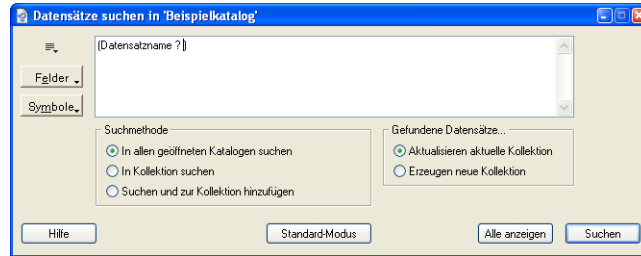 Datensätze suchen in 'Beispielkatalog'
(Datensatzname ? )
Felder
Symbole
Suchmethode
In allen geöffneten Katalogen suchen
In Kollektion suchen
Suchen und zur Kollektion hinzufügen
Gefundene Datensätze...
Aktualisieren aktuelle Kollektion
Erzeugen neue Kollektion
Hilfe
Standard-Modus
Alle anzeigen
Suchen